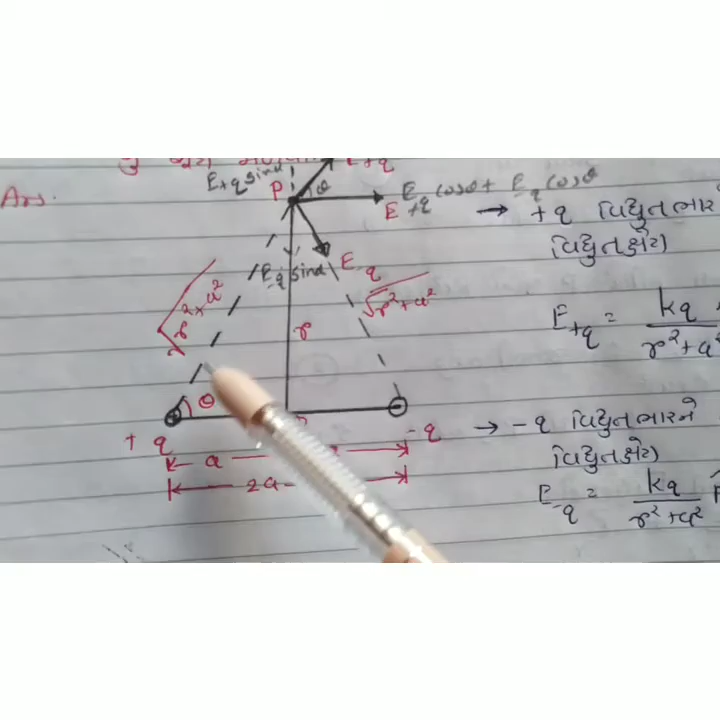 Ans.
E+q sinθ
P
θ
E+q cosθ + E-q cosθ
E
→ +q વિદ્યુતભારને
વિદ્યુતક્ષેત્ર
E-q sinθ
E-q
√r²+a²
√r²+a²
r
E+q = kq
r²+a²
θ
+q
-q
→ -q વિદ્યુતભારને
a
વિદ્યુતક્ષેત્ર
2a
E-q = kq
r²+a²